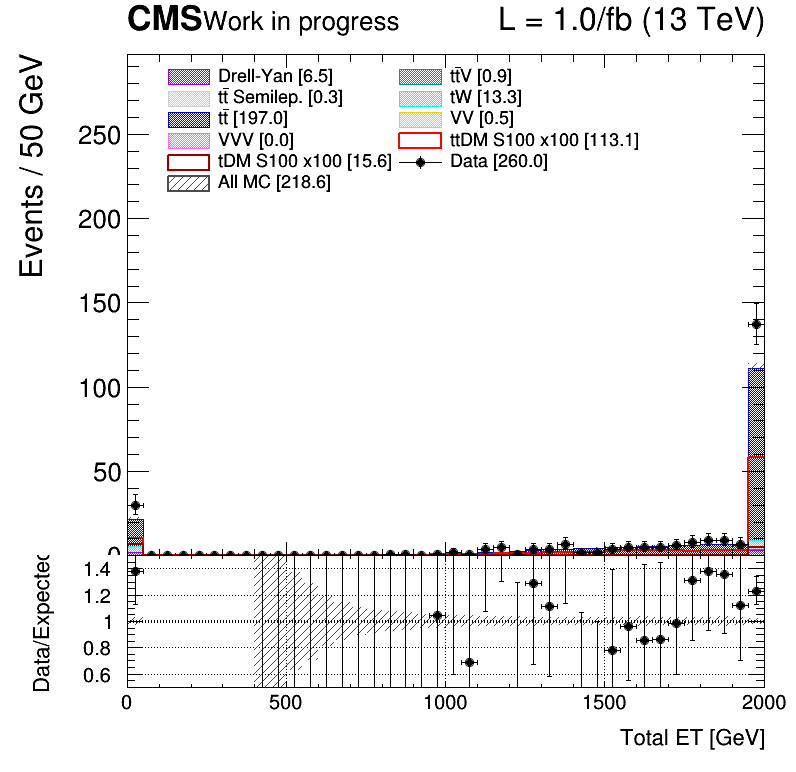 CMS Work in progress L = 1.0/fb (13 TeV)
Events / 50 GeV
Drell-Yan [6.5] tt̄V [0.9]
tt̄ Semilep. [0.3] tW [13.3]
tt̄ [197.0] VV [0.5]
VVV [0.0] ttDM S100 x100 [113.1]
tDM S100 x100 [15.6] Data [260.0]
All MC [218.6]
250
200
150
100
50
0
Data/Expected
1.4
1.2
1
0.8
0.6
0 500 1000 1500 2000
Total ET [GeV]